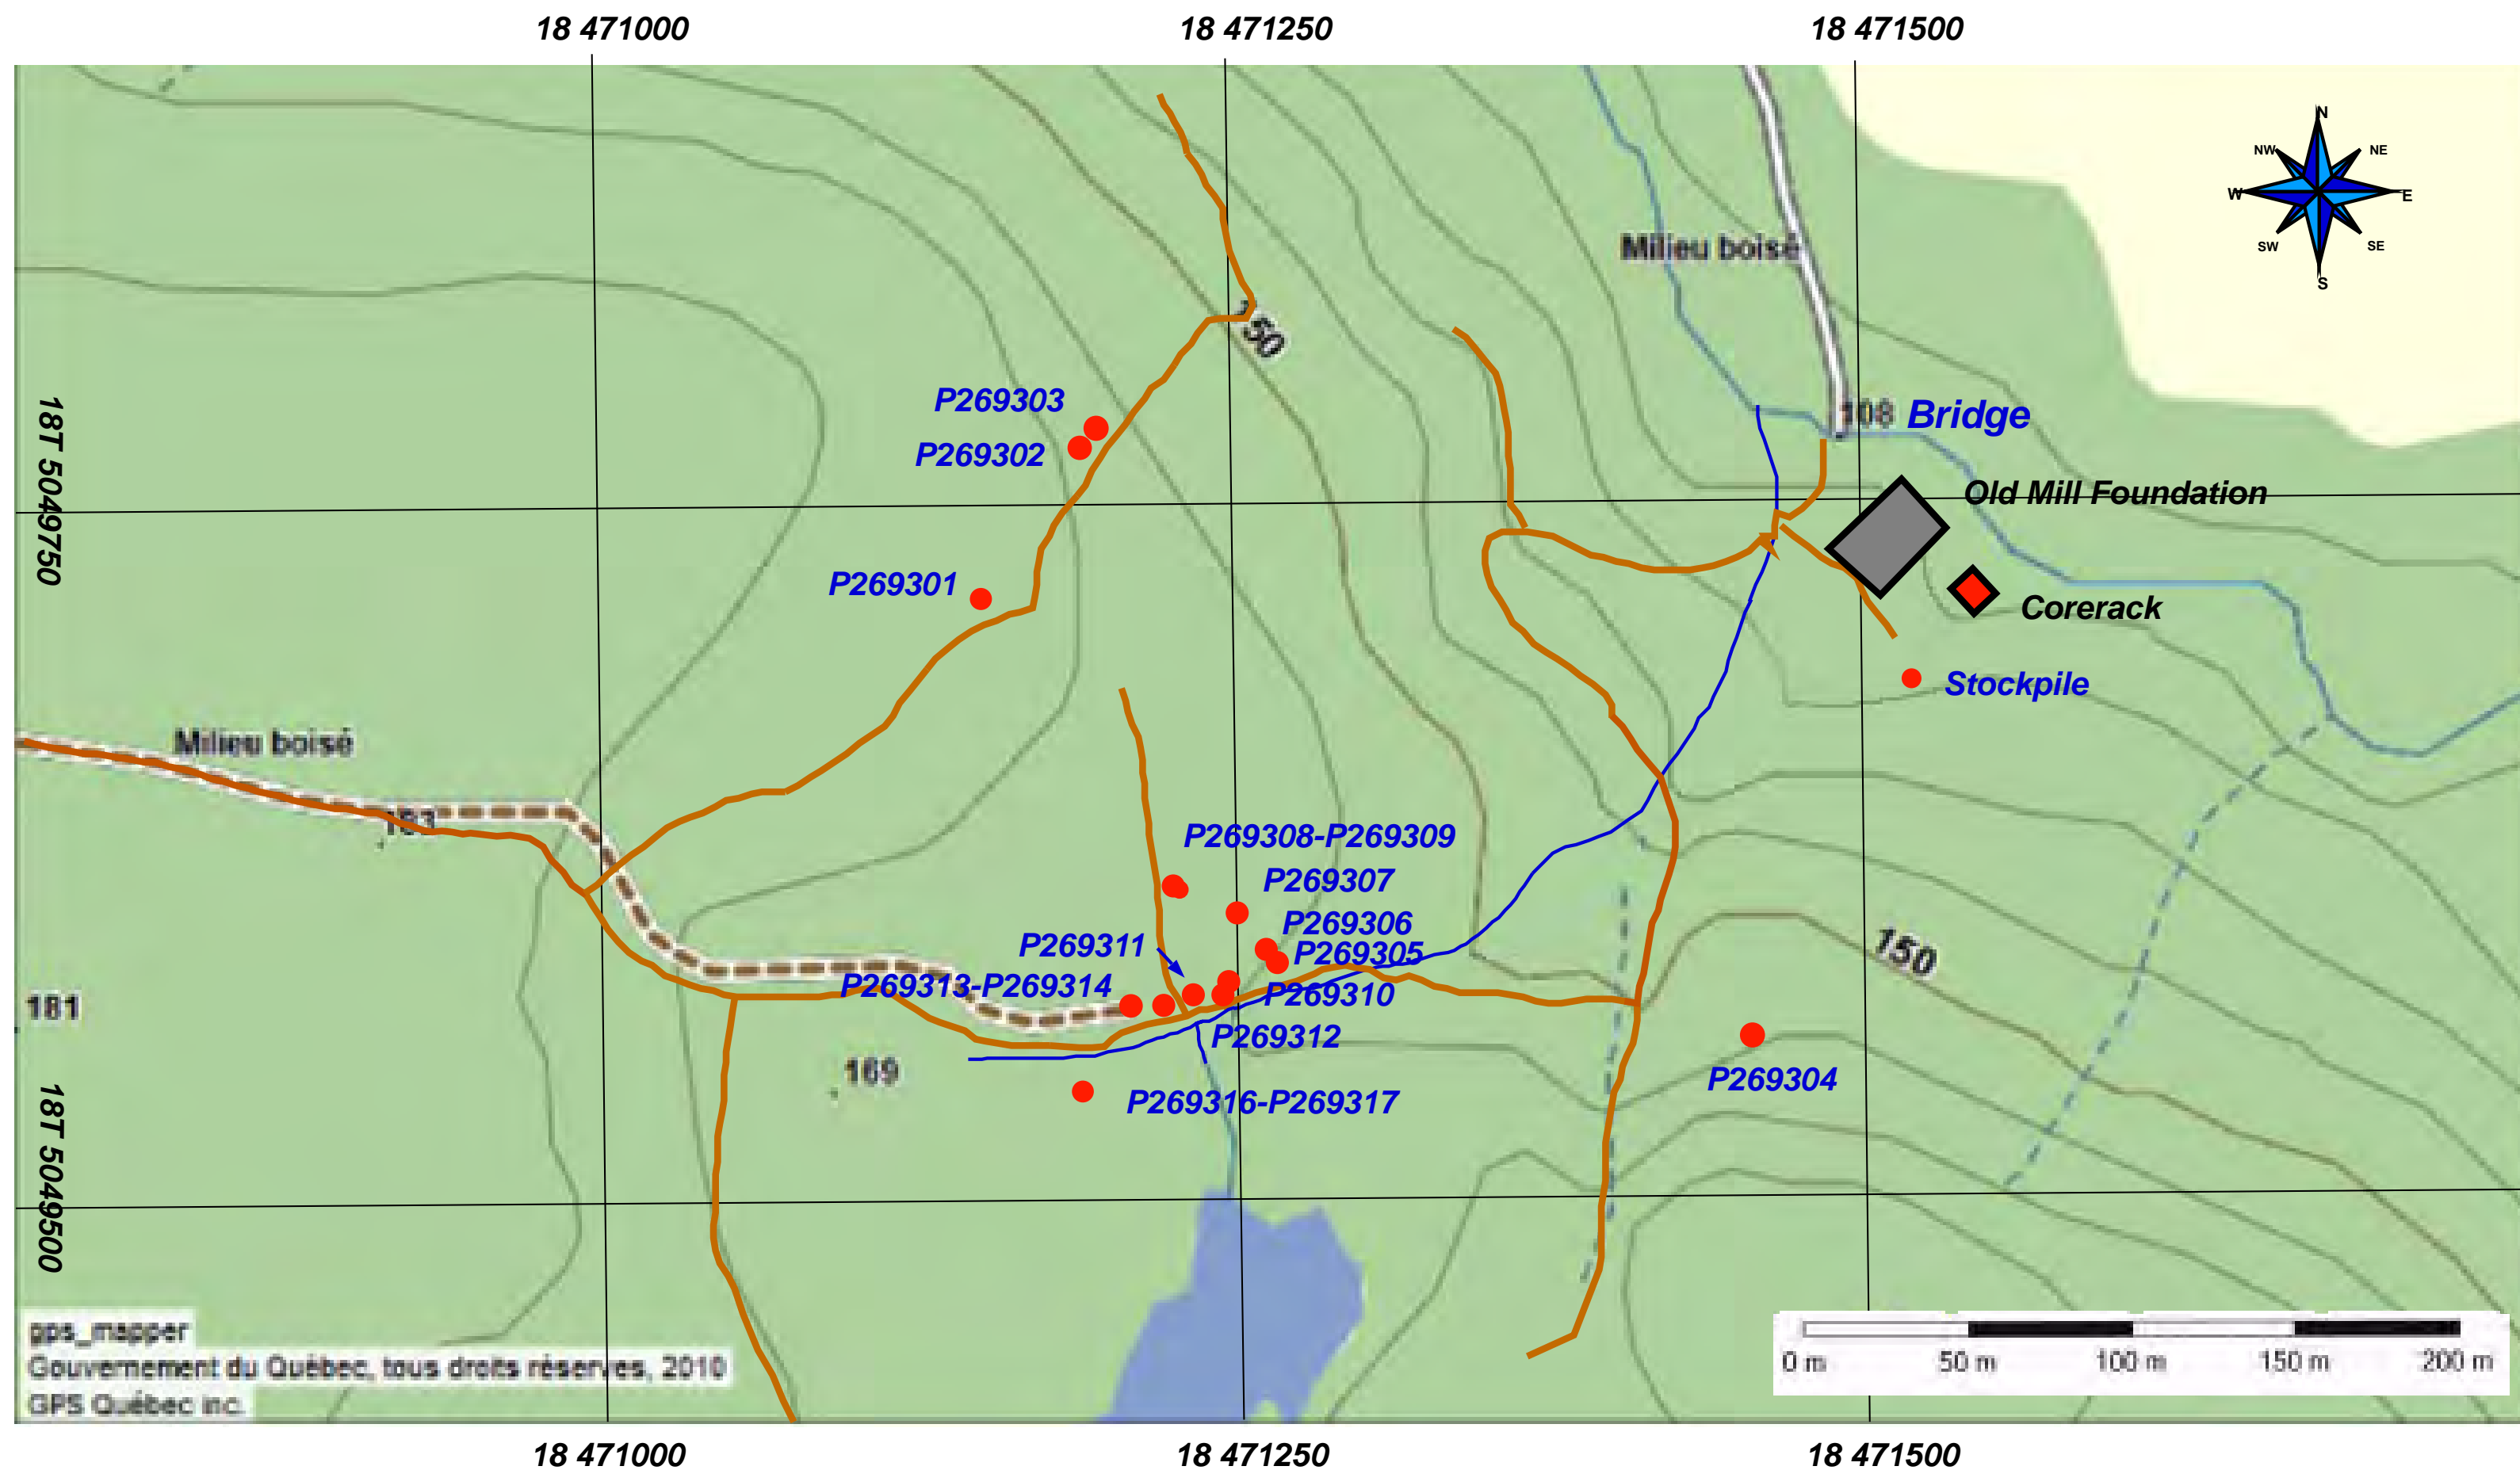 18 471000
18 471250
18 471500
N
NW
NE
W
E
SW
SE
S
Milieu boisé
150
P269303
P269302
108
Bridge
18T 5049750
Old Mill Foundation
P269301
Corerack
Stockpile
Milieu boisé
183
P269308-P269309
P269307
P269306
P269311
P269305
150
P269313-P269314
P269310
181
P269312
169
P269304
P269316-P269317
18T 5049500
gps_mapper
Gouvernement du Québec, tous droits réservés, 2010
GPS Québec inc.
0 m
50 m
100 m
150 m
200 m
18 471000
18 471250
18 471500